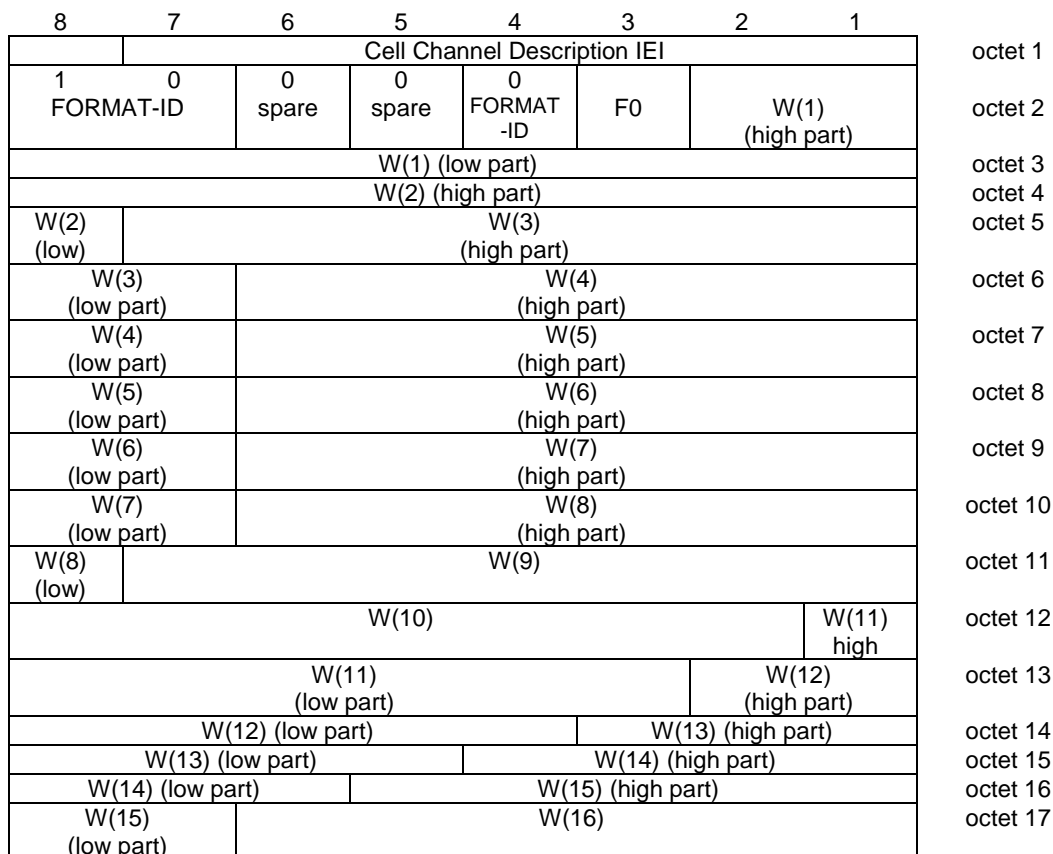 8 7 6 5 4 3 2 1
Cell Channel Description IEI octet 1
1 0 0 0 0
FORMAT-ID spare spare FORMAT F0 W(1) octet 2
-ID (high part)
W(1) (low part) octet 3
W(2) (high part) octet 4
W(2) W(3) octet 5
(low) (high part)
W(3) W(4) octet 6
(low part) (high part)
W(4) W(5) octet 7
(low part) (high part)
W(5) W(6) octet 8
(low part) (high part)
W(6) W(7) octet 9
(low part) (high part)
W(7) W(8) octet 10
(low part) (high part)
W(8) W(9) octet 11
(low)
W(10) W(11) octet 12
high
W(11) W(12) octet 13
(low part) (high part)
W(12) (low part) W(13) (high part) octet 14
W(13) (low part) W(14) (high part) octet 15
W(14) (low part) W(15) (high part) octet 16
W(15) W(16) octet 17
(low part)